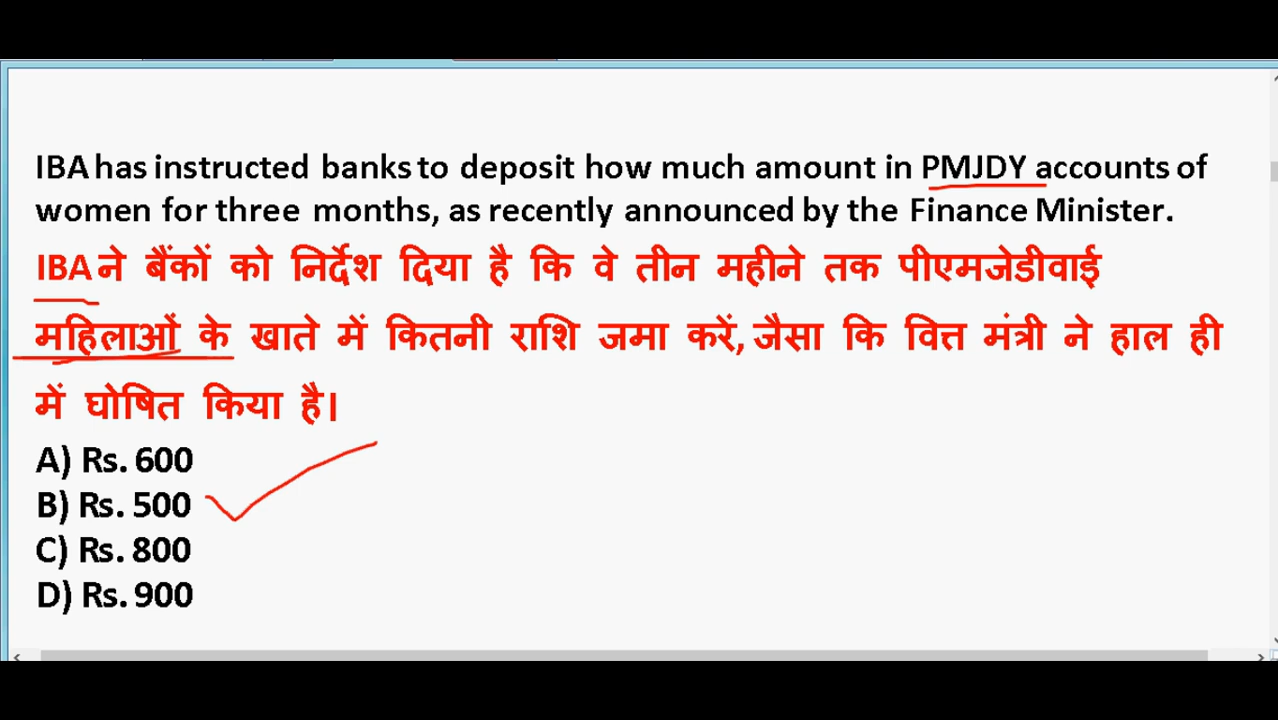 IBA has instructed banks to deposit how much amount in PMJDY accounts of
women for three months, as recently announced by the Finance Minister.
IBA ने बैंकों को निर्देश दिया है कि वे तीन महीने तक पीएमजेडीवाई
महिलाओं के खाते में कितनी राशि जमा करें, जैसा कि वित्त मंत्री ने हाल ही
में घोषित किया है।
A) Rs. 600
B) Rs. 500
C) Rs. 800
D) Rs. 900